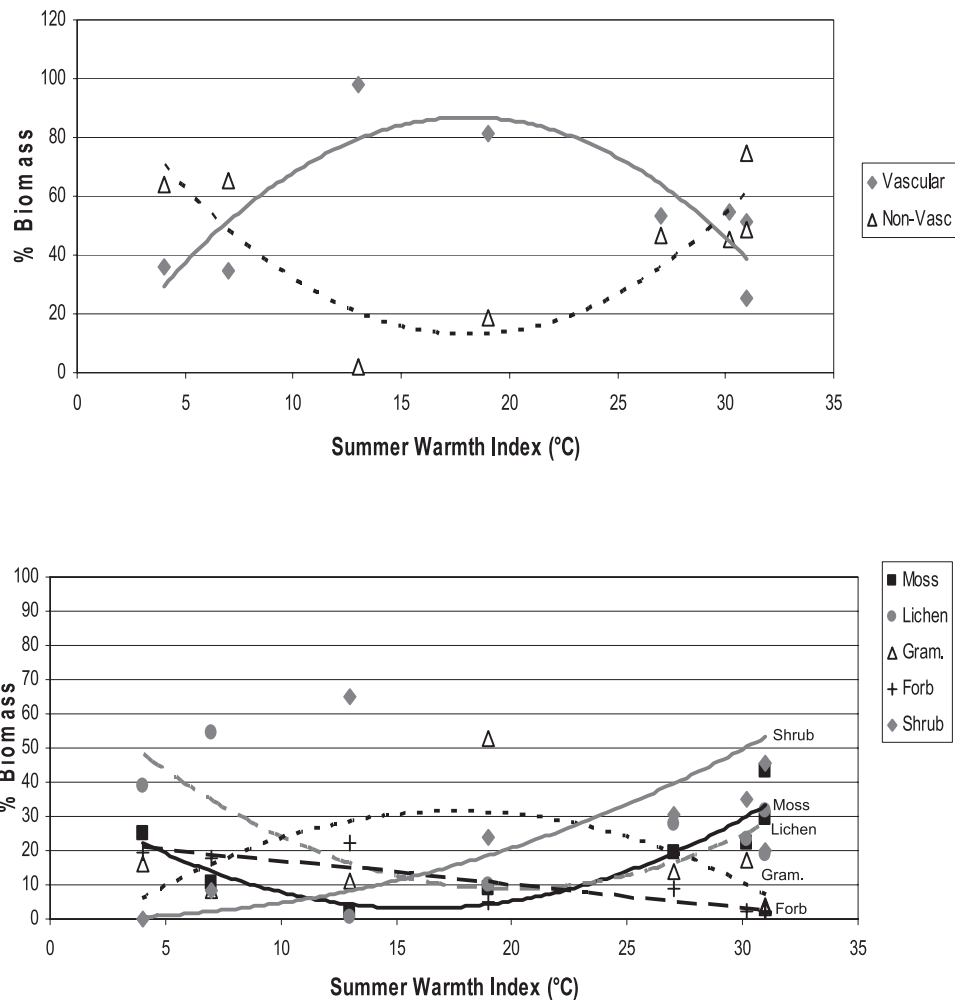 120
100
80
60
40
20
0
% Biomass
0 5 10 15 20 25 30 35
Summer Warmth Index (°C)
Vascular
Non-Vasc
100
90
80
70
60
50
40
30
20
10
0
% Biomass
0 5 10 15 20 25 30 35
Summer Warmth Index (°C)
Shrub
Moss
Lichen
Gram.
Forb
Moss
Lichen
Gram.
Forb
Shrub